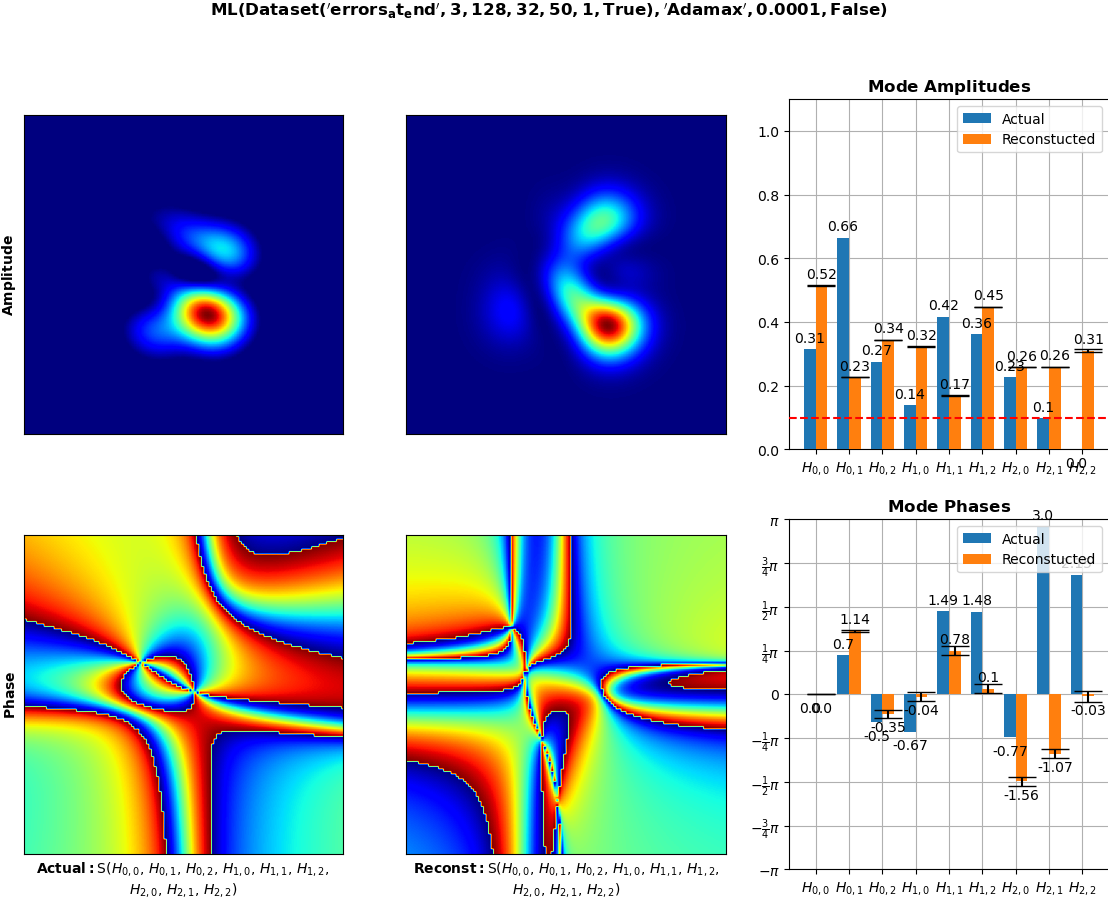 ML(Dataset('errors_at_end', 3, 128, 32, 50, 1, True), 'Adamax', 0.0001, False)
Amplitude
Mode Amplitudes
Actual
Reconstucted
1.0
0.8
0.6
0.4
0.2
0.0
0.31
0.52
0.66
0.23
0.27
0.34
0.14
0.32
0.42
0.17
0.36
0.45
0.23
0.26
0.1
0.26
0.0
0.31
H0,0 H0,1 H0,2 H1,0 H1,1 H1,2 H2,0 H2,1 H2,2
Phase
Mode Phases
Actual
Reconstucted
π
3/4π
1/2π
1/4π
0
−1/4π
−1/2π
−3/4π
−π
0.0
0.0
0.7
1.14
-0.5
-0.35
-0.67
-0.04
1.49
0.78
1.48
0.1
-0.77
-1.56
3.0
-1.07
-0.03
H0,0 H0,1 H0,2 H1,0 H1,1 H1,2 H2,0 H2,1 H2,2
Actual: S(H0,0, H0,1, H0,2, H1,0, H1,1, H1,2,
H2,0, H2,1, H2,2)
Reconst: S(H0,0, H0,1, H0,2, H1,0, H1,1, H1,2,
H2,0, H2,1, H2,2)